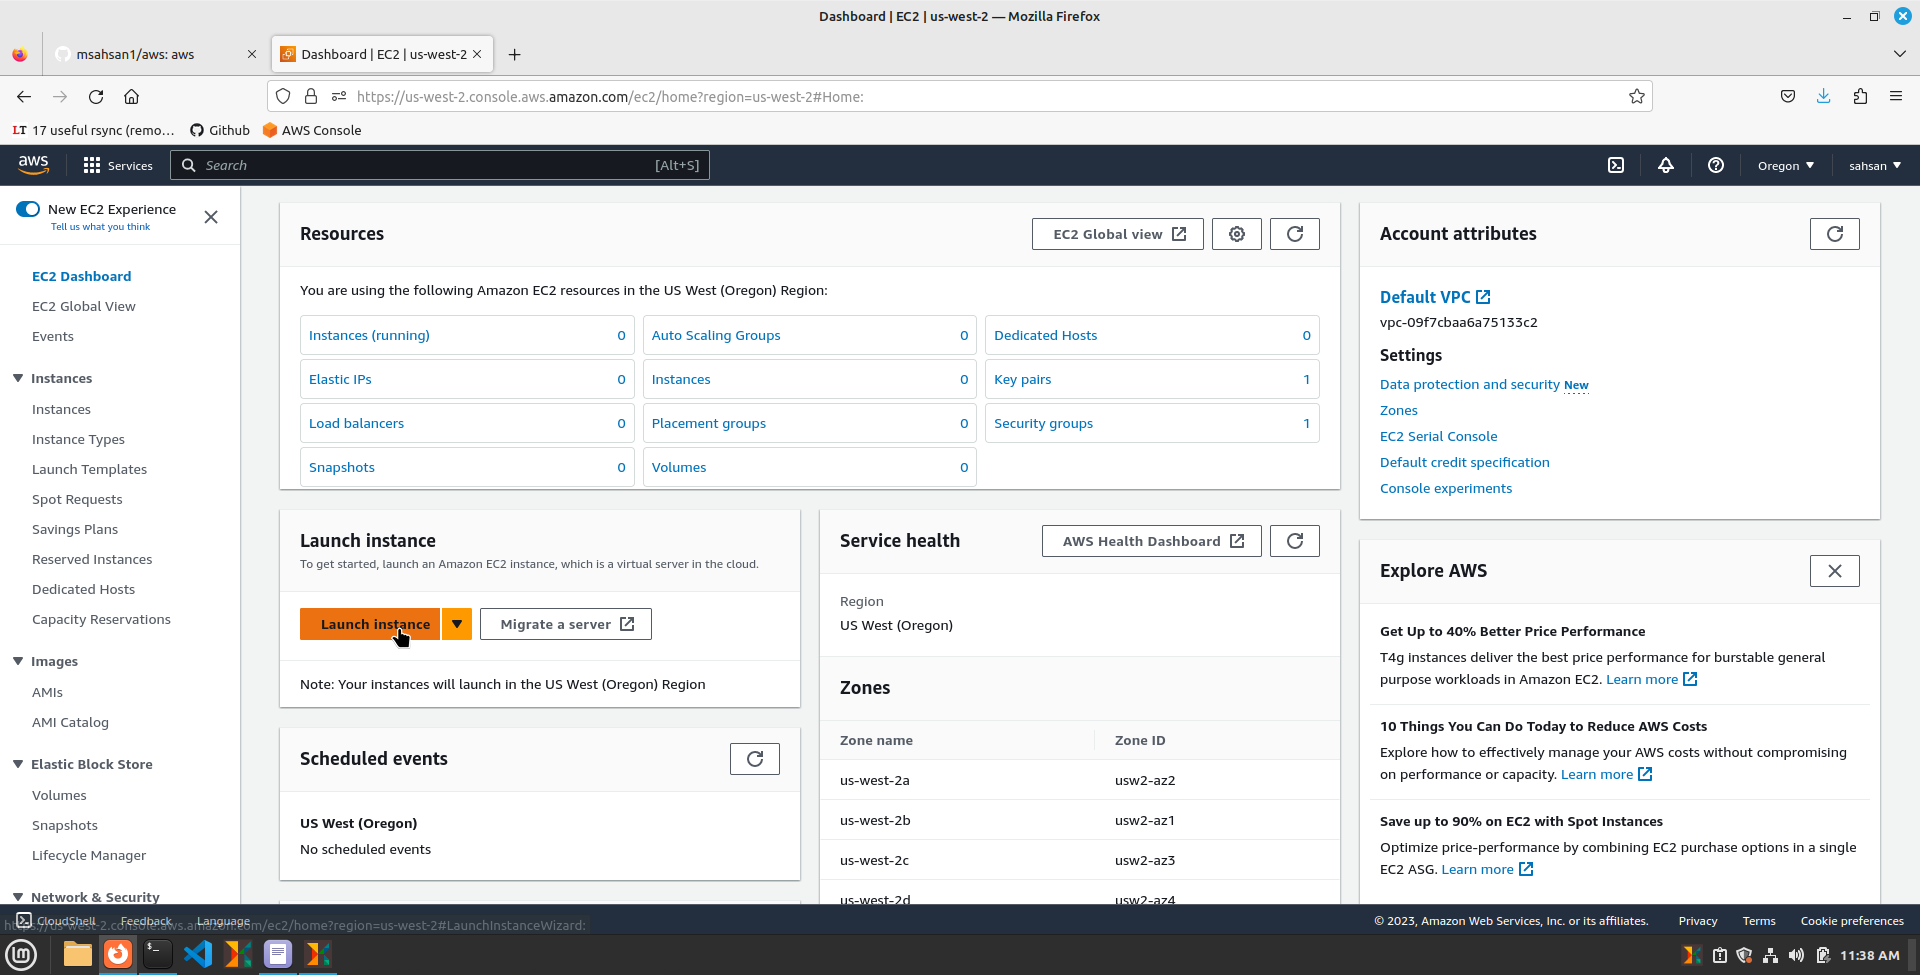 Dashboard | EC2 | us-west-2 — Mozilla Firefox
msahsan1/aws: aws
Dashboard | EC2 | us-west-2
https://us-west-2.console.aws.amazon.com/ec2/home?region=us-west-2#Home:
LT 17 useful rsync (remo… Github AWS Console
aws Services Search [Alt+S] Oregon sahsan
New EC2 Experience
Tell us what you think
EC2 Dashboard
EC2 Global View
Events
Instances
Instances
Instance Types
Launch Templates
Spot Requests
Savings Plans
Reserved Instances
Dedicated Hosts
Capacity Reservations
Images
AMIs
AMI Catalog
Elastic Block Store
Volumes
Snapshots
Lifecycle Manager
Network & Security
Resources
EC2 Global view
You are using the following Amazon EC2 resources in the US West (Oregon) Region:
Instances (running) 0 Auto Scaling Groups 0 Dedicated Hosts 0
Elastic IPs 0 Instances 0 Key pairs 1
Load balancers 0 Placement groups 0 Security groups 1
Snapshots 0 Volumes 0
Launch instance
To get started, launch an Amazon EC2 instance, which is a virtual server in the cloud.
Launch instance Migrate a server
Note: Your instances will launch in the US West (Oregon) Region
Scheduled events
US West (Oregon)
No scheduled events
Service health
AWS Health Dashboard
Region
US West (Oregon)
Zones
Zone name Zone ID
us-west-2a usw2-az2
us-west-2b usw2-az1
us-west-2c usw2-az3
us-west-2d usw2-az4
Account attributes
Default VPC
vpc-09f7cbaa6a75133c2
Settings
Data protection and security New
Zones
EC2 Serial Console
Default credit specification
Console experiments
Explore AWS
Get Up to 40% Better Price Performance
T4g instances deliver the best price performance for burstable general
purpose workloads in Amazon EC2. Learn more
10 Things You Can Do Today to Reduce AWS Costs
Explore how to effectively manage your AWS costs without compromising
on performance or capacity. Learn more
Save up to 90% on EC2 with Spot Instances
Optimize price-performance by combining EC2 purchase options in a single
EC2 ASG. Learn more
CloudShell Feedback Language
https://us-west-2.console.aws.amazon.com/ec2/home?region=us-west-2#LaunchInstanceWizard:
© 2023, Amazon Web Services, Inc. or its affiliates. Privacy Terms Cookie preferences
11:38 AM